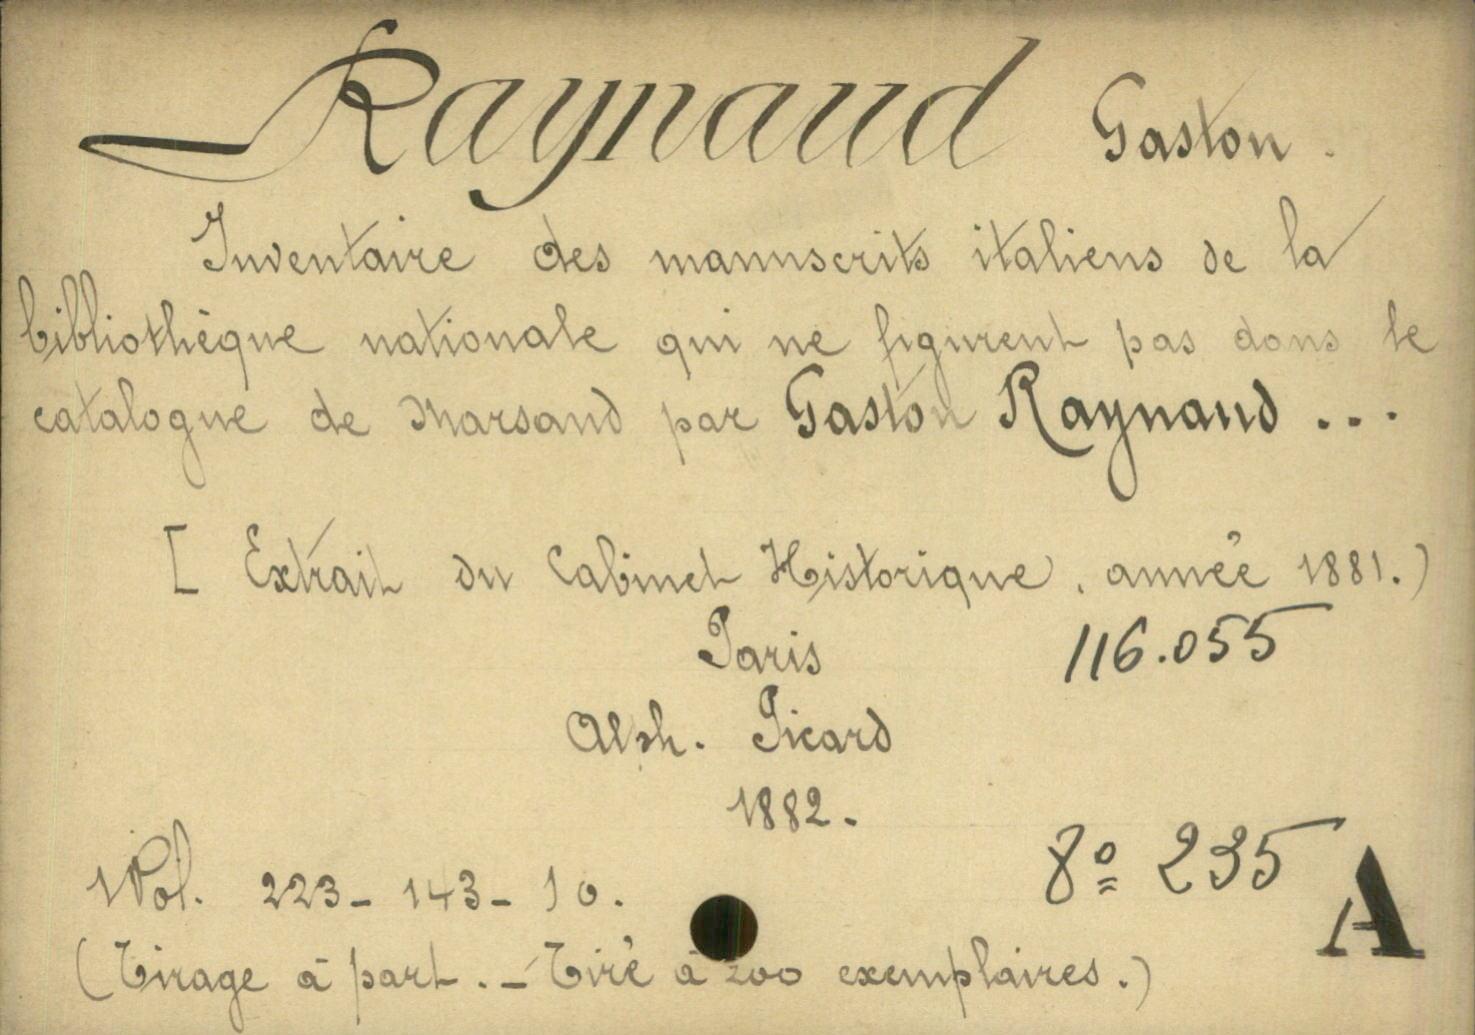 Raynaud Gaston.
Inventaire des manuscrits italiens de la
bibliothèque nationale qui ne figurent pas dans le
catalogue de Marsand par Gaston Raynaud ...
[ Extrait du Cabinet Historique, année 1881.)
Paris
116.055
Alph. Picard
1882.
8º 235 A
1 Vol. 223 - 143 - 10.
(Tirage à part. - Tiré à 200 exemplaires.)